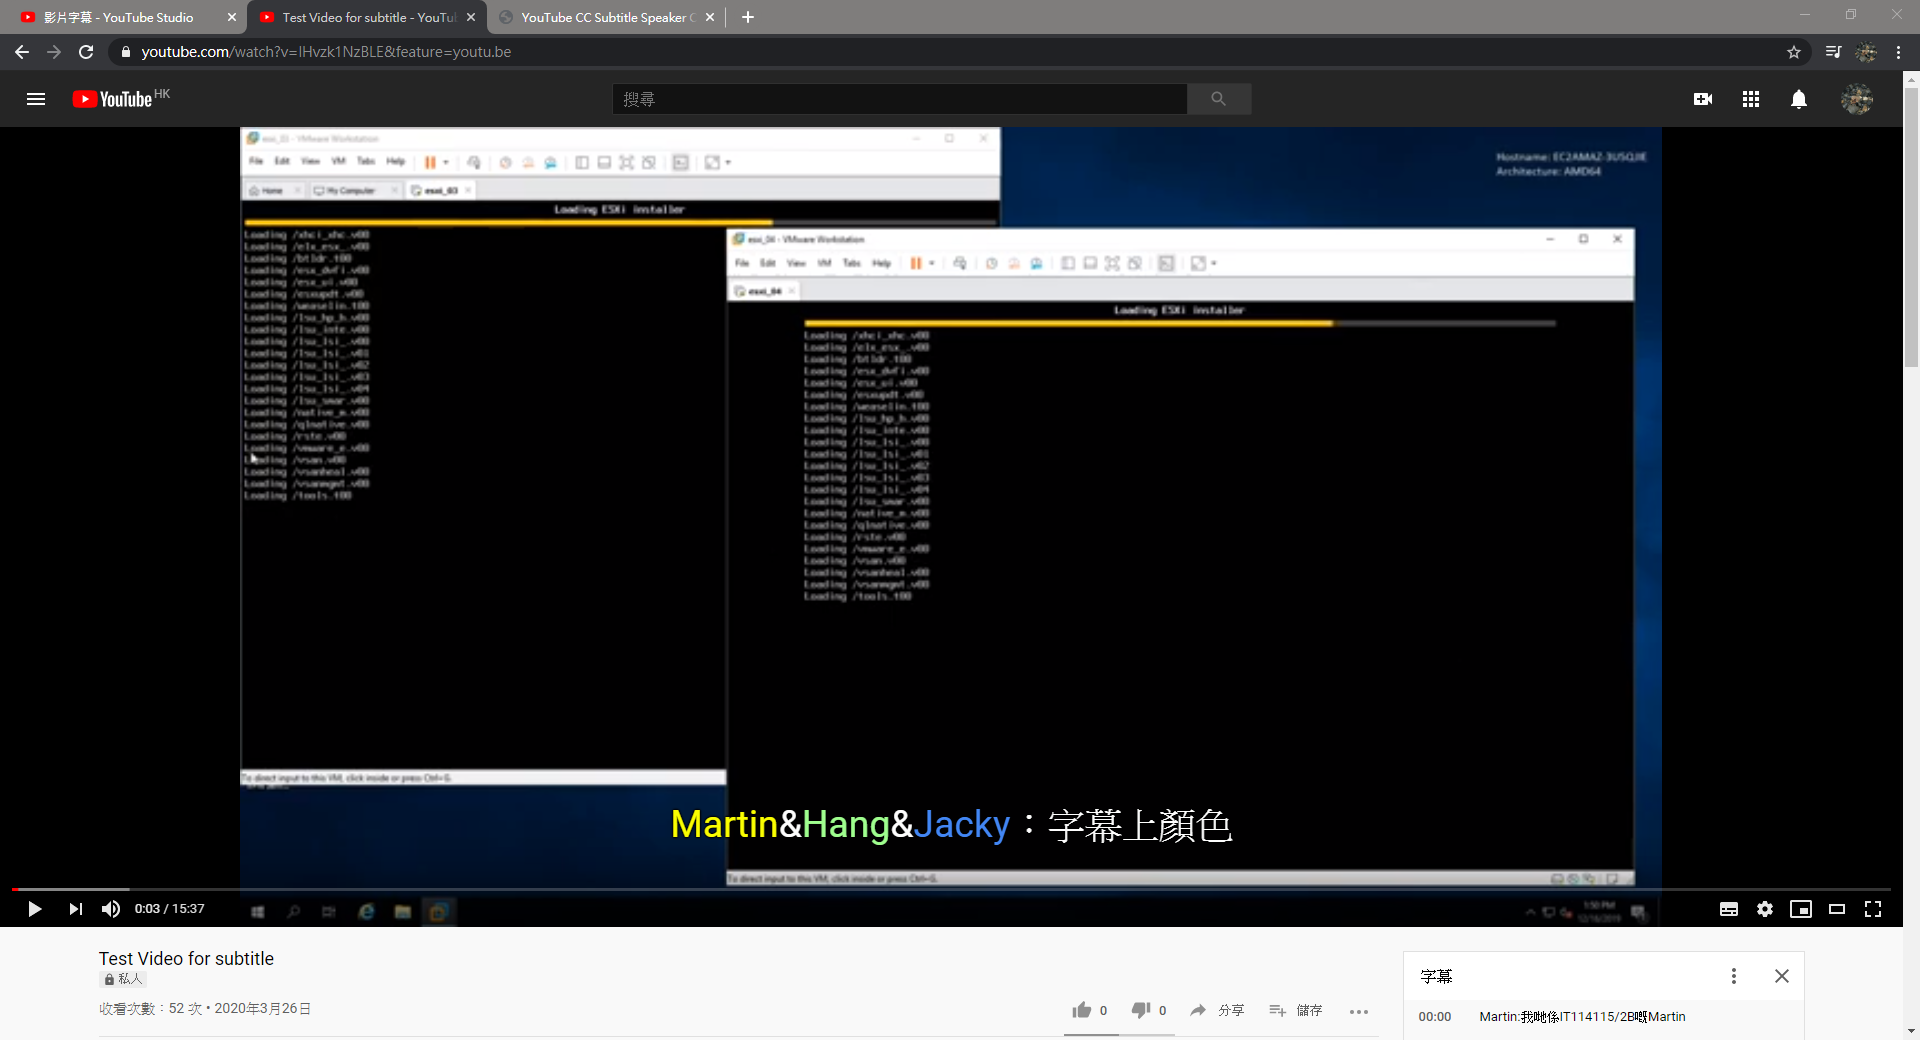 影片字幕 - YouTube Studio
Test Video for subtitle - YouTu
YouTube CC Subtitle Speaker C
youtube.com/watch?v=IHvzk1NzBLE&feature=youtu.be
YouTube HK
搜尋
esxi_03 - VMware Workstation
File Edit View VM Tabs Help
Home
My Computer
esxi_03
Loading ESXi installer
Loading /xhci_xhc.v00
Loading /elx_esx_.v00
Loading /btldr.t00
Loading /esx_dvfi.v00
Loading /esx_ui.v00
Loading /esxupdt.v00
Loading /weaselin.t00
Loading /lsu_hp_h.v00
Loading /lsu_inte.v00
Loading /lsu_lsi_.v00
Loading /lsu_lsi_.v01
Loading /lsu_lsi_.v02
Loading /lsu_lsi_.v03
Loading /lsu_lsi_.v04
Loading /lsu_smar.v00
Loading /native_m.v00
Loading /qlnative.v00
Loading /rste.v00
Loading /vmware_e.v00
Loading /vsan.v00
Loading /vsanheal.v00
Loading /vsanmgmt.v00
Loading /tools.t00
To direct input to this VM, click inside or press Ctrl+G.
Hostname: EC2AMAZ-3USQJIE
Architecture: AMD64
esxi_04 - VMware Workstation
File Edit View VM Tabs Help
esxi_04
Loading ESXi installer
Loading /xhci_xhc.v00
Loading /elx_esx_.v00
Loading /btldr.t00
Loading /esx_dvfi.v00
Loading /esx_ui.v00
Loading /esxupdt.v00
Loading /weaselin.t00
Loading /lsu_hp_h.v00
Loading /lsu_inte.v00
Loading /lsu_lsi_.v00
Loading /lsu_lsi_.v01
Loading /lsu_lsi_.v02
Loading /lsu_lsi_.v03
Loading /lsu_lsi_.v04
Loading /lsu_smar.v00
Loading /native_m.v00
Loading /qlnative.v00
Loading /rste.v00
Loading /vmware_e.v00
Loading /vsan.v00
Loading /vsanheal.v00
Loading /vsanmgmt.v00
Loading /tools.t00
To direct input to this VM, click inside or press Ctrl+G.
Martin&Hang&Jacky：字幕上顏色
0:03 / 15:37
1:50 PM
12/16/2019
Test Video for subtitle
私人
收看次數：52 次 • 2020年3月26日
0
0
分享
儲存
字幕
00:00 Martin:我哋係IT114115/2B嘅Martin